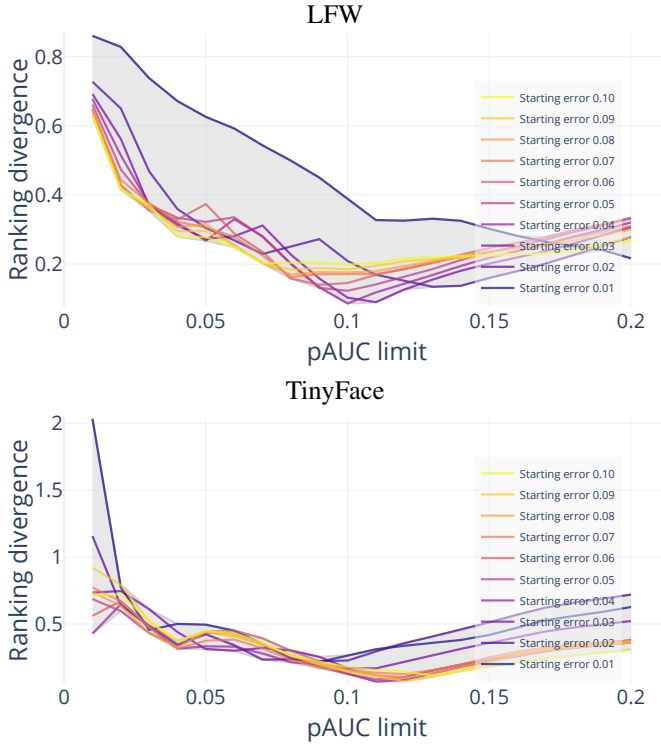 LFW
Ranking divergence
0.8
0.6
0.4
0.2
0
0.05
0.1
0.15
0.2
pAUC limit
Starting error 0.10
Starting error 0.09
Starting error 0.08
Starting error 0.07
Starting error 0.06
Starting error 0.05
Starting error 0.04
Starting error 0.03
Starting error 0.02
Starting error 0.01
TinyFace
Ranking divergence
2
1.5
1
0.5
0
0.05
0.1
0.15
0.2
pAUC limit
Starting error 0.10
Starting error 0.09
Starting error 0.08
Starting error 0.07
Starting error 0.06
Starting error 0.05
Starting error 0.04
Starting error 0.03
Starting error 0.02
Starting error 0.01